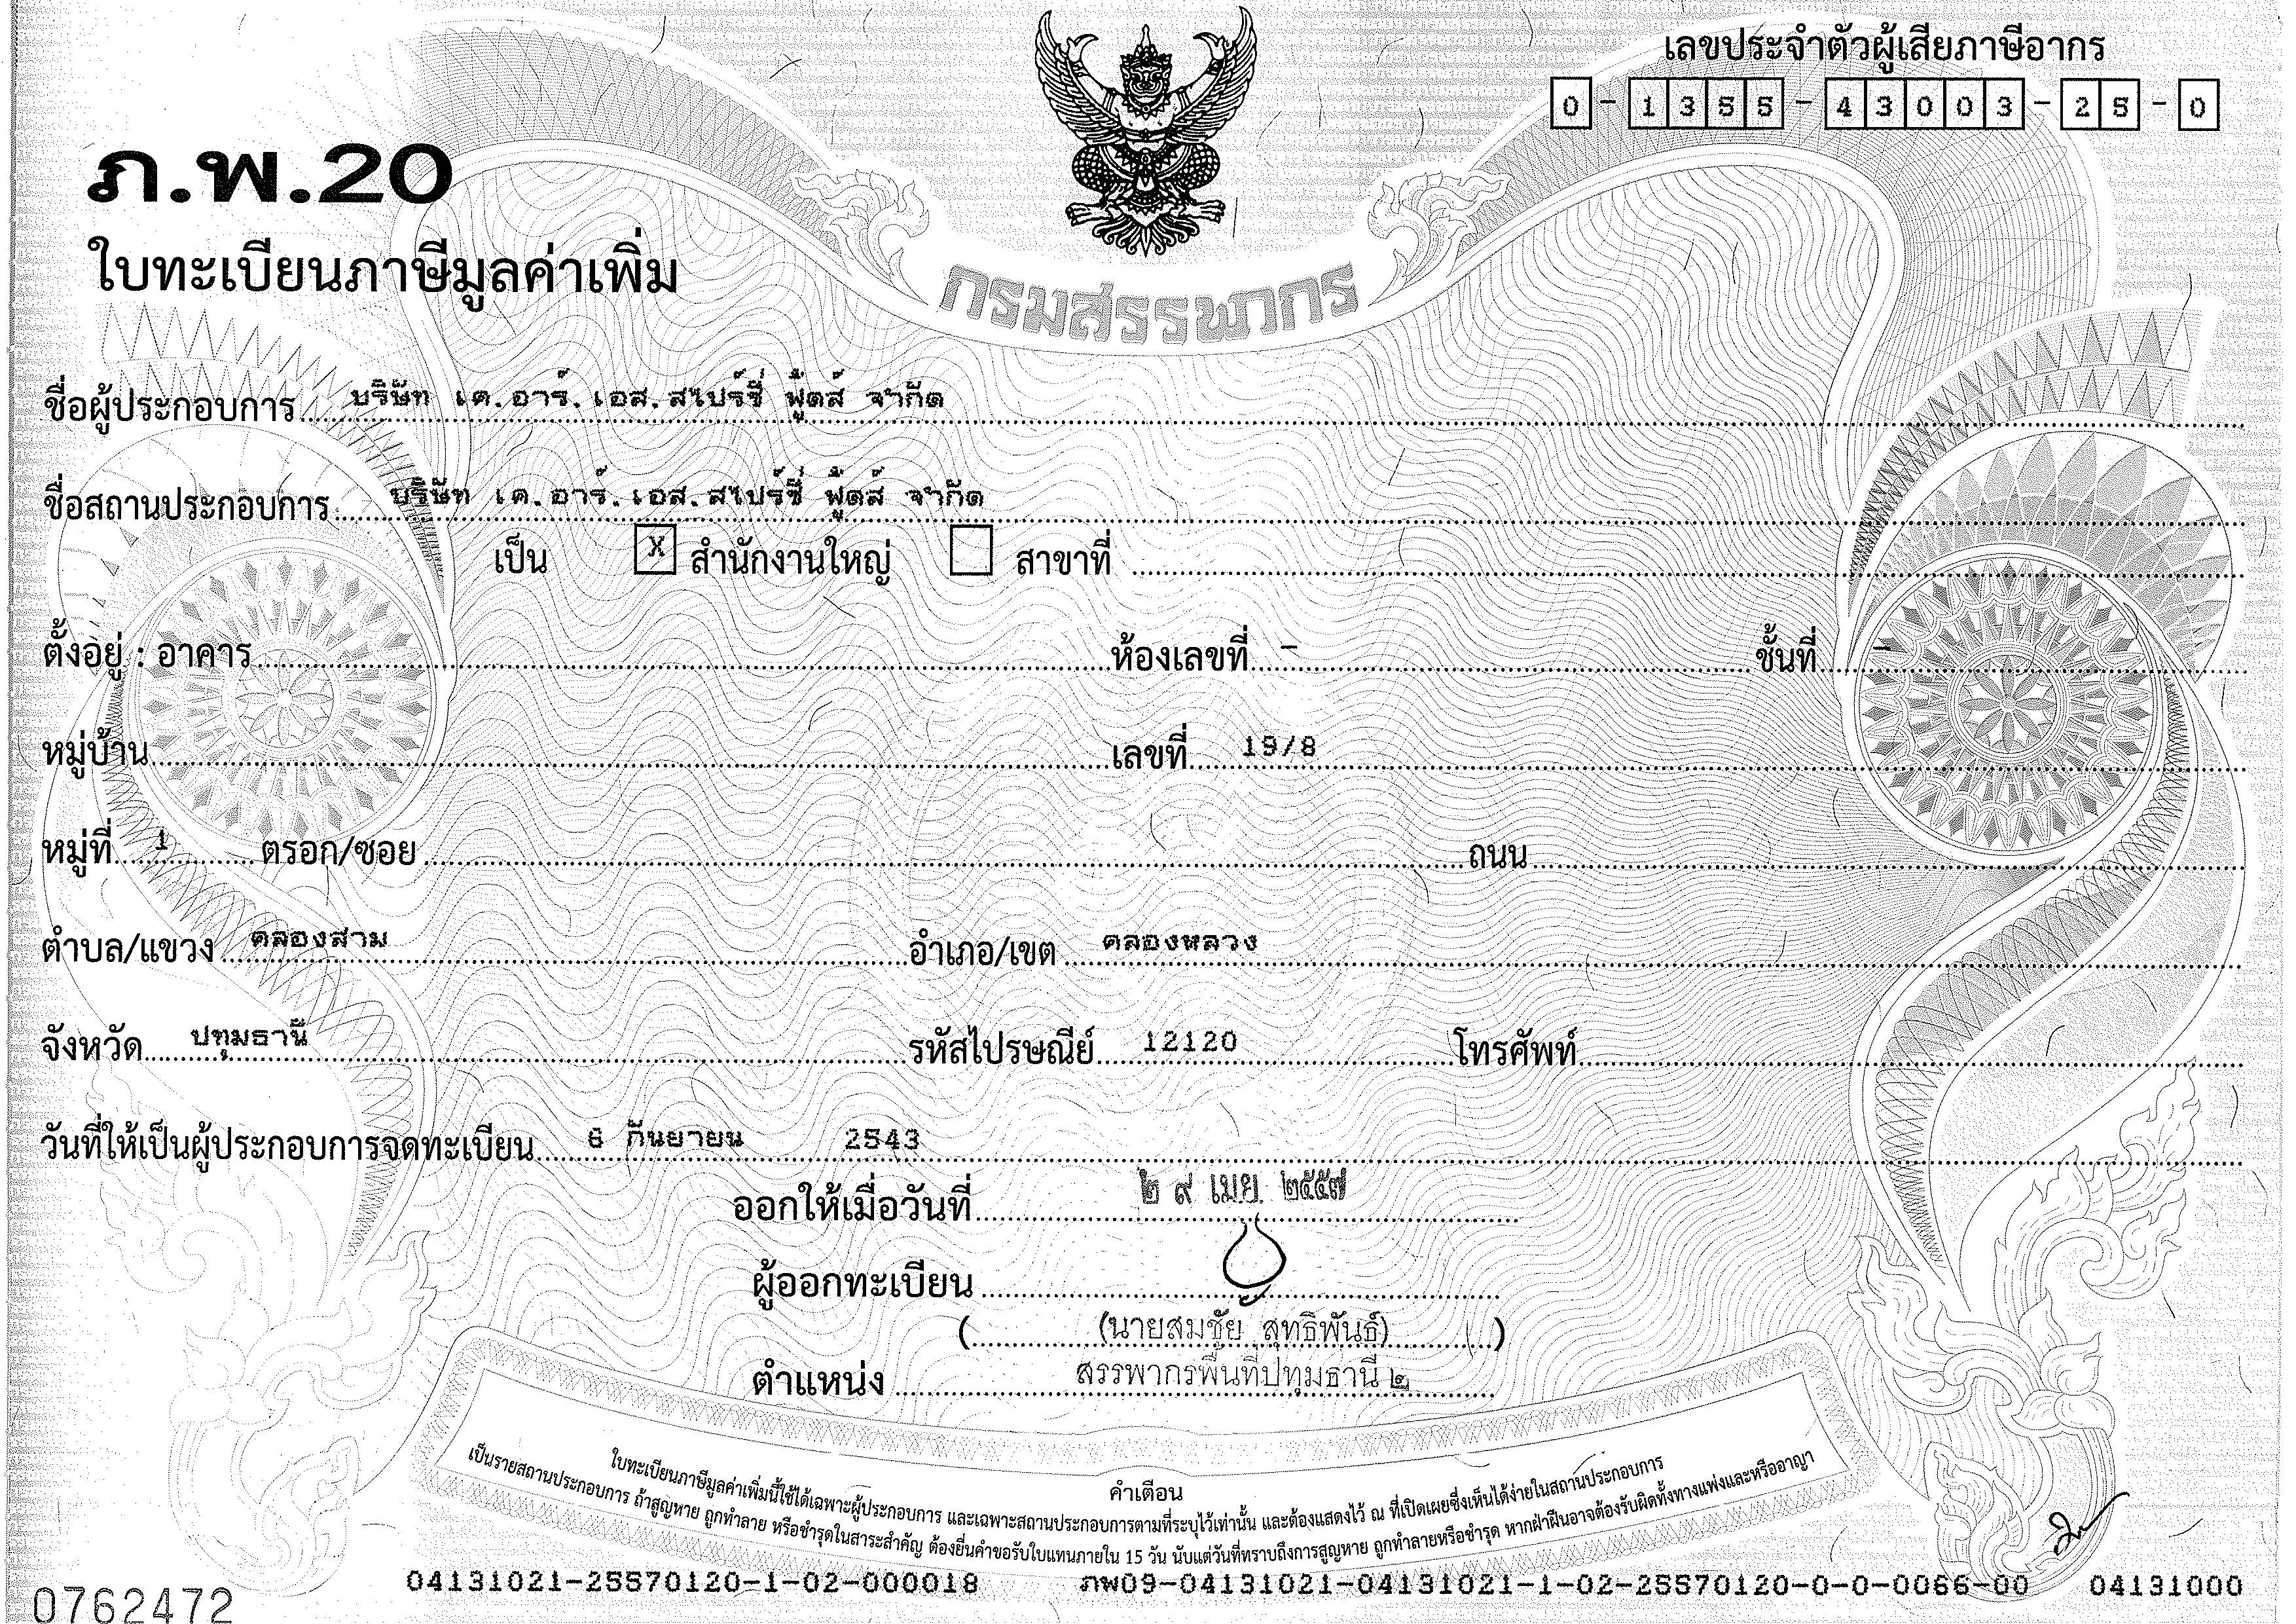 เลขประจำตัวผู้เสียภาษีอากร
0-1355-43003-25-0
ภ.พ.20
ใบทะเบียนภาษีมูลค่าเพิ่ม
กรมสรรพากร
ชื่อผู้ประกอบการ บริษัท เค.อาร์.เอส.สไปร์ซี่ ฟู้ดส์ จำกัด
ชื่อสถานประกอบการ บริษัท เค.อาร์.เอส.สไปร์ซี่ ฟู้ดส์ จำกัด
เป็น X สำนักงานใหญ่ สาขาที่
ตั้งอยู่ : อาคาร ห้องเลขที่ - ชั้นที่ -
หมู่บ้าน เลขที่ 19/8
หมู่ที่ 1 ตรอก/ซอย ถนน
ตำบล/แขวง คลองสาม อำเภอ/เขต คลองหลวง
จังหวัด ปทุมธานี รหัสไปรษณีย์ 12120 โทรศัพท์
วันที่ให้เป็นผู้ประกอบการจดทะเบียน 6 กันยายน 2543
ออกให้เมื่อวันที่ ๒ ๙ เม.ย. ๒๕๕๗
ผู้ออกทะเบียน
(นายสมชัย สุทธิพันธ์)
ตำแหน่ง สรรพากรพื้นที่ปทุมธานี ๒
คำเตือน
ใบทะเบียนภาษีมูลค่าเพิ่มนี้ใช้ได้เฉพาะผู้ประกอบการ และเฉพาะสถานประกอบการตามที่ระบุไว้เท่านั้น และต้องแสดงไว้ ณ ที่เปิดเผยซึ่งเห็นได้ง่ายในสถานประกอบการ
เป็นรายสถานประกอบการ ถ้าสูญหาย ถูกทำลาย หรือชำรุดในสาระสำคัญ ต้องยื่นคำขอรับใบแทนภายใน 15 วัน นับแต่วันที่ทราบถึงการสูญหาย ถูกทำลายหรือชำรุด หากฝ่าฝืนอาจต้องรับผิดทั้งทางแพ่งและหรืออาญา
04131021-25570120-1-02-000018 ภพ09-04131021-04131021-1-02-25570120-0-0-0066-00 04131000
0762472